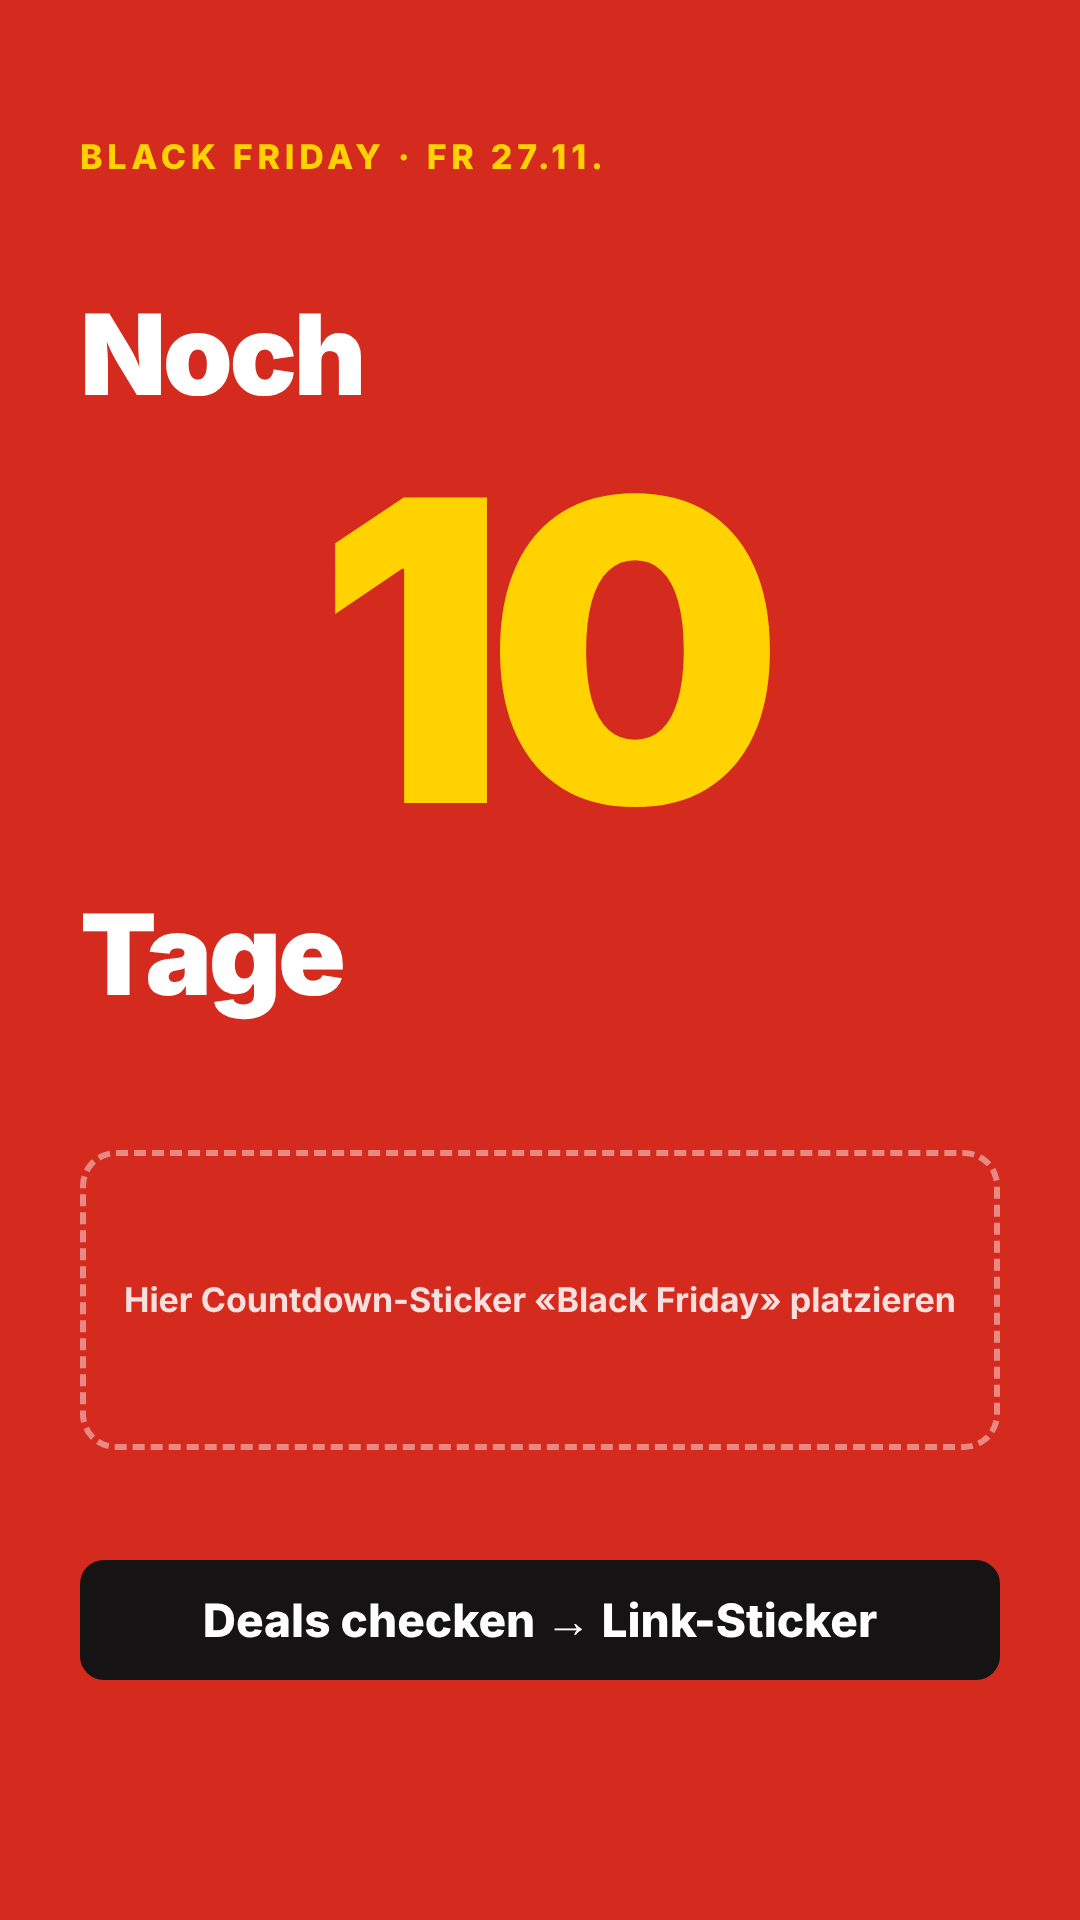 BLACK FRIDAY · FR 27.11.
Noch
10
Tage
Hier Countdown-Sticker «Black Friday» platzieren
Deals checken → Link-Sticker